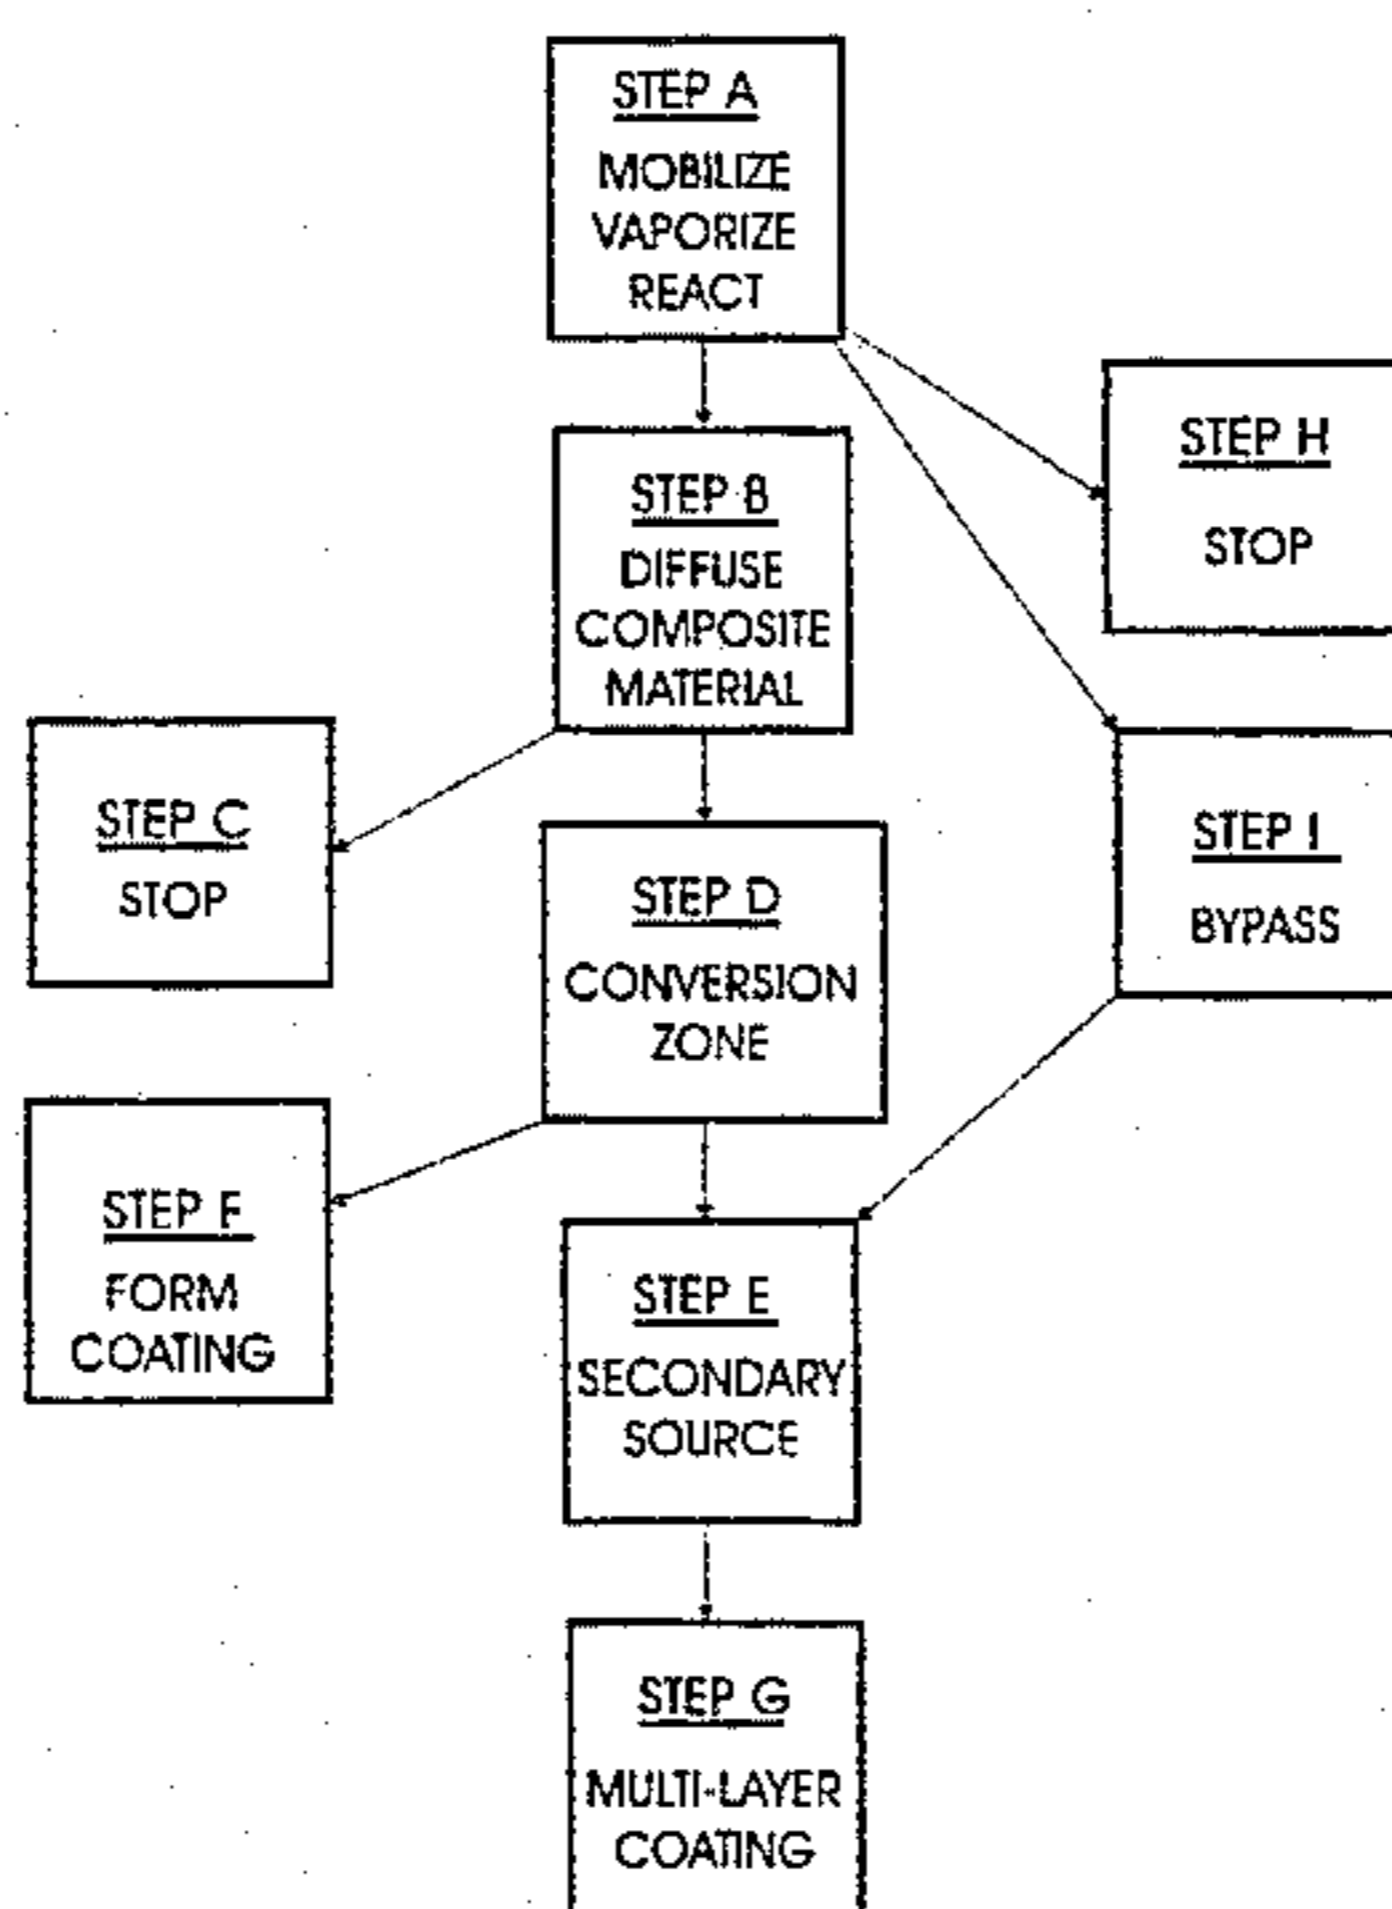 STEP A
MOBILIZE
VAPORIZE
REACT
STEP B
DIFFUSE
COMPOSITE
MATERIAL
STEP H
STOP
STEP C
STOP
STEP D
CONVERSION
ZONE
STEP I
BYPASS
STEP F
FORM
COATING
STEP E
SECONDARY
SOURCE
STEP G
MULTI-LAYER
COATING